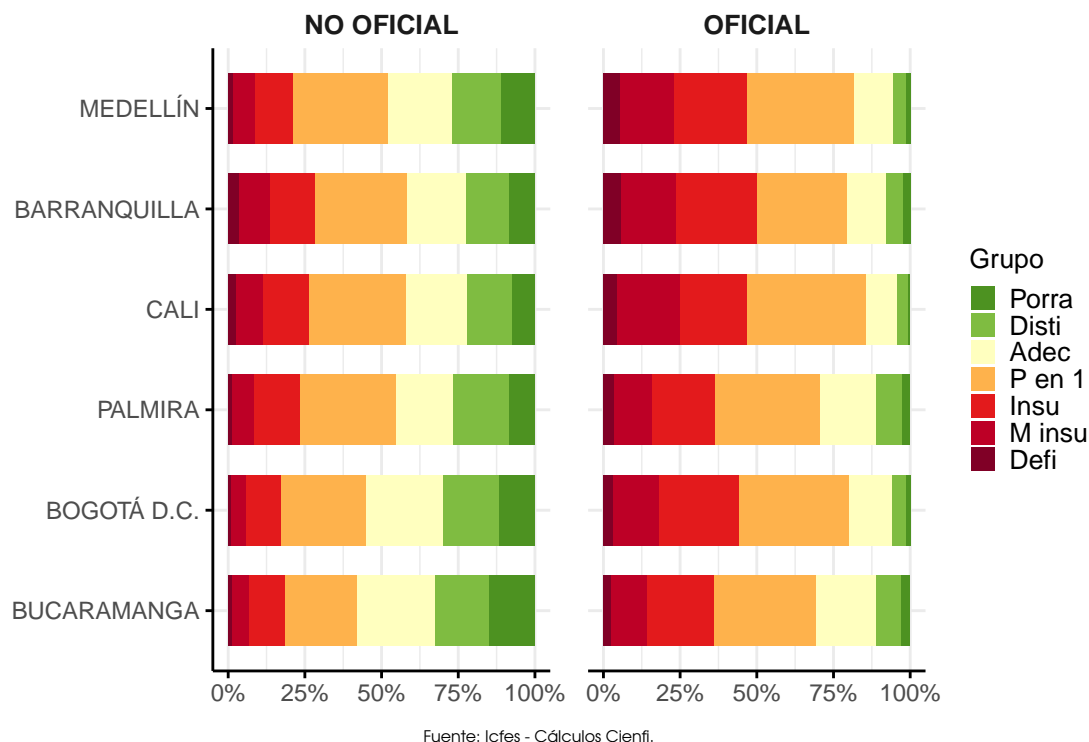 NO OFICIAL OFICIAL
MEDELLÍN
BARRANQUILLA
CALI
PALMIRA
BOGOTÁ D.C.
BUCARAMANGA
0% 25% 50% 75% 100% 0% 25% 50% 75% 100%
Grupo
Porra
Disti
Adec
P en 1
Insu
M insu
Defi
Fuente: Icfes - Cálculos Cienfi.